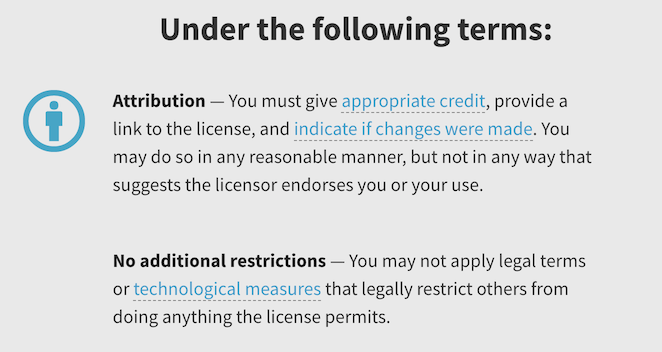 Under the following terms:
Attribution — You must give appropriate credit, provide a
link to the license, and indicate if changes were made. You
may do so in any reasonable manner, but not in any way that
suggests the licensor endorses you or your use.
No additional restrictions — You may not apply legal terms
or technological measures that legally restrict others from
doing anything the license permits.